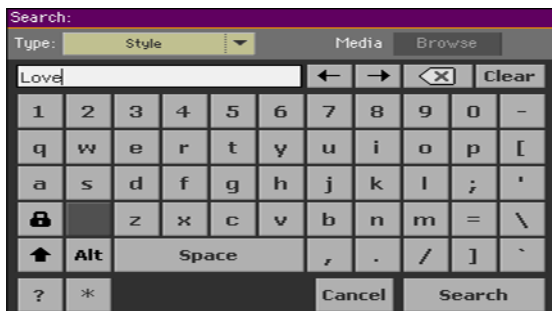 Search:
Type: Style Media Browse
Love ← → Clear
1 2 3 4 5 6 7 8 9 0 -
q w e r t y u i o p [
a s d f g h j k l ; '
z x c v b n m = \
Alt Space , . / ] `
? * Cancel Search